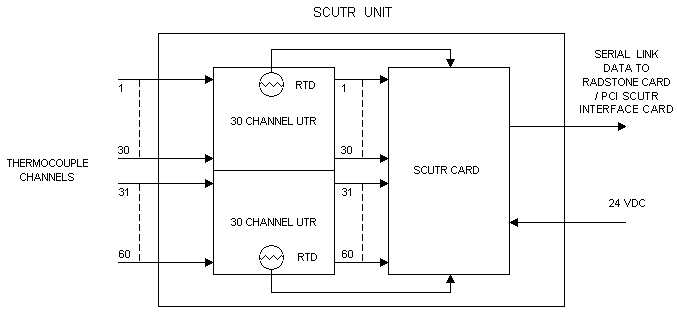 SCUTR UNIT
SERIAL LINK
DATA TO
RADSTONE CARD
/ PCI SCUTR
INTERFACE CARD
RTD
1
1
30 CHANNEL UTR
30
30
THERMOCOUPLE
CHANNELS
SCUTR CARD
31
31
24 VDC
30 CHANNEL UTR
60
RTD
60